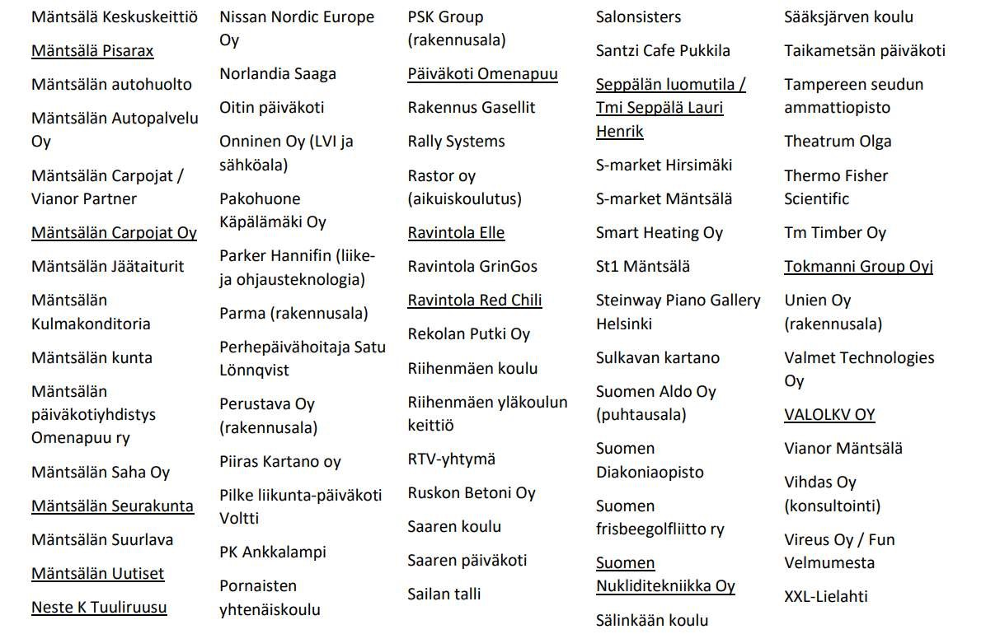 Mäntsälä Keskuskeittiö
Mäntsälä Pisarax
Mäntsälän autohuolto
Mäntsälän Autopalvelu
Oy
Mäntsälän Carpojat /
Vianor Partner
Mäntsälän Carpojat Oy
Mäntsälän Jäätaiturit
Mäntsälän
Kulmakonditoria
Mäntsälän kunta
Mäntsälän
päiväkotiyhdistys
Omenapuu ry
Mäntsälän Saha Oy
Mäntsälän Seurakunta
Mäntsälän Suurlava
Mäntsälän Uutiset
Neste K Tuuliruusu
Nissan Nordic Europe
Oy
Norlandia Saaga
Oitin päiväkoti
Onninen Oy (LVI ja
sähköala)
Pakohuone
Käpälämäki Oy
Parker Hannifin (liike-
ja ohjausteknologia)
Parma (rakennusala)
Perhepäivähoitaja Satu
Lönnqvist
Perustava Oy
(rakennusala)
Piiras Kartano oy
Pilke liikunta-päiväkoti
Voltti
PK Ankkalampi
Pornaisten
yhtenäiskoulu
PSK Group
(rakennusala)
Päiväkoti Omenapuu
Rakennus Gasellit
Rally Systems
Rastor oy
(aikuiskoulutus)
Ravintola Elle
Ravintola GrinGos
Ravintola Red Chili
Rekolan Putki Oy
Riihenmäen koulu
Riihenmäen yläkoulun
keittiö
RTV-yhtymä
Ruskon Betoni Oy
Saaren koulu
Saaren päiväkoti
Sailan talli
Salonsisters
Santzi Cafe Pukkila
Seppälän luomutila /
Tmi Seppälä Lauri
Henrik
S-market Hirsimäki
S-market Mäntsälä
Smart Heating Oy
St1 Mäntsälä
Steinway Piano Gallery
Helsinki
Sulkavan kartano
Suomen Aldo Oy
(puhtausala)
Suomen
Diakoniaopisto
Suomen
frisbeegolfliitto ry
Suomen
Nukliditekniikka Oy
Sälinkään koulu
Sääksjärven koulu
Taikametsän päiväkoti
Tampereen seudun
ammattiopisto
Theatrum Olga
Thermo Fisher
Scientific
Tm Timber Oy
Tokmanni Group Oyj
Unien Oy
(rakennusala)
Valmet Technologies
Oy
VALOLKV OY
Vianor Mäntsälä
Vihdas Oy
(konsultointi)
Vireus Oy / Fun
Velmumesta
XXL-Lielahti